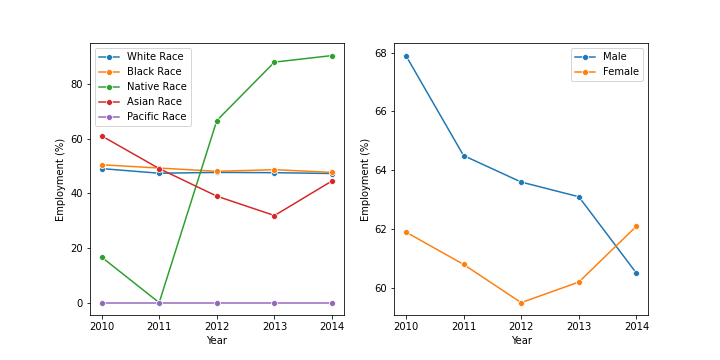 White Race
Black Race
Native Race
Asian Race
Pacific Race
80
60
40
20
0
Employment (%)
2010 2011 2012 2013 2014
Year
Male
Female
68
66
64
62
60
Employment (%)
2010 2011 2012 2013 2014
Year